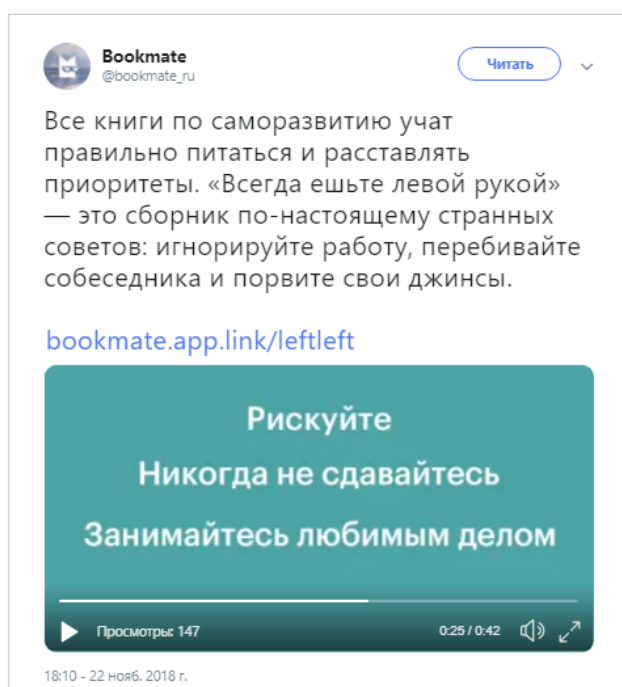 Bookmate
@bookmate_ru
Читать
Все книги по саморазвитию учат
правильно питаться и расставлять
приоритеты. «Всегда ешьте левой рукой»
— это сборник по-настоящему странных
советов: игнорируйте работу, перебивайте
собеседника и порвите свои джинсы.
bookmate.app.link/leftleft
Рискуйте
Никогда не сдавайтесь
Занимайтесь любимым делом
Просмотры: 147
0:25 / 0:42
18:10 - 22 нояб. 2018 г.